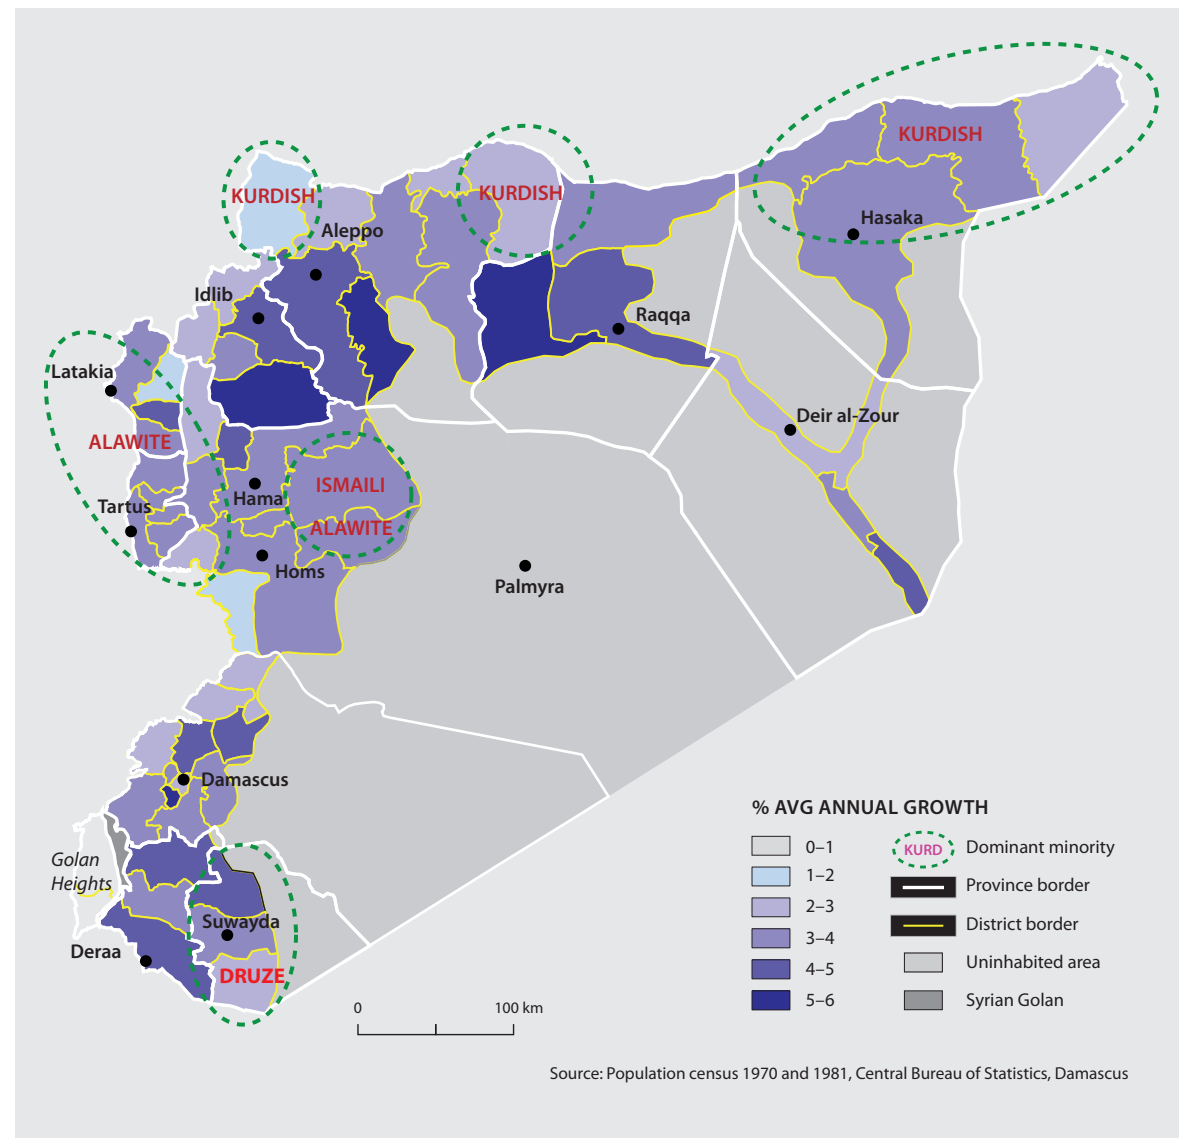 KURDISH
KURDISH
KURDISH
Hasaka
Aleppo
Idlib
Raqqa
Latakia
Deir al-Zour
ALAWITE
ISMAILI
Hama
Tartus
ALAWITE
Homs
Palmyra
Damascus
Golan
Heights
Suwayda
Deraa
DRUZE
% AVG ANNUAL GROWTH
0–1
1–2
2–3
3–4
4–5
5–6
KURD
Dominant minority
Province border
District border
Uninhabited area
Syrian Golan
0
100 km
Source: Population census 1970 and 1981, Central Bureau of Statistics, Damascus